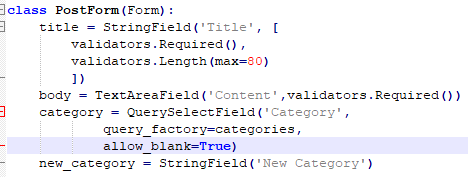 class PostForm(Form):
    title = StringField('Title', [
        validators.Required(),
        validators.Length(max=80)
        ])
    body = TextAreaField('Content',validators.Required())
    category = QuerySelectField('Category',
            query_factory=categories,
            allow_blank=True)
    new_category = StringField('New Category')